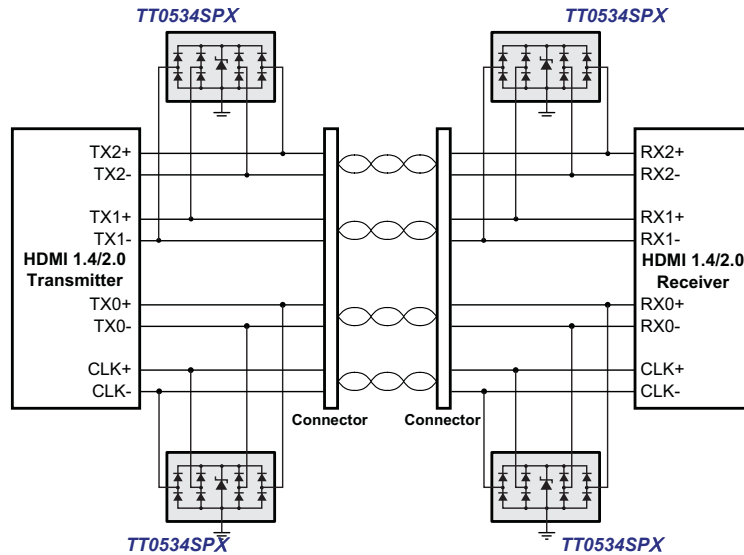 TT0534SPX
TT0534SPX
TX2+
TX2-
TX1+
TX1-
HDMI 1.4/2.0
Transmitter
TX0+
TX0-
CLK+
CLK-
RX2+
RX2-
RX1+
RX1-
HDMI 1.4/2.0
Receiver
RX0+
RX0-
CLK+
CLK-
Connector
Connector
TT0534SPX
TT0534SPX